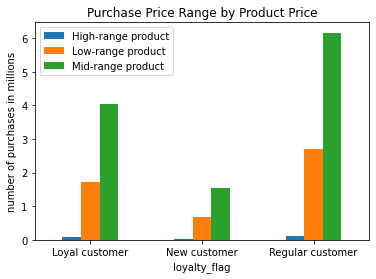 Purchase Price Range by Product Price
High-range product
Low-range product
Mid-range product
number of purchases in millions
6
5
4
3
2
1
0
Loyal customer
New customer
Regular customer
loyalty_flag